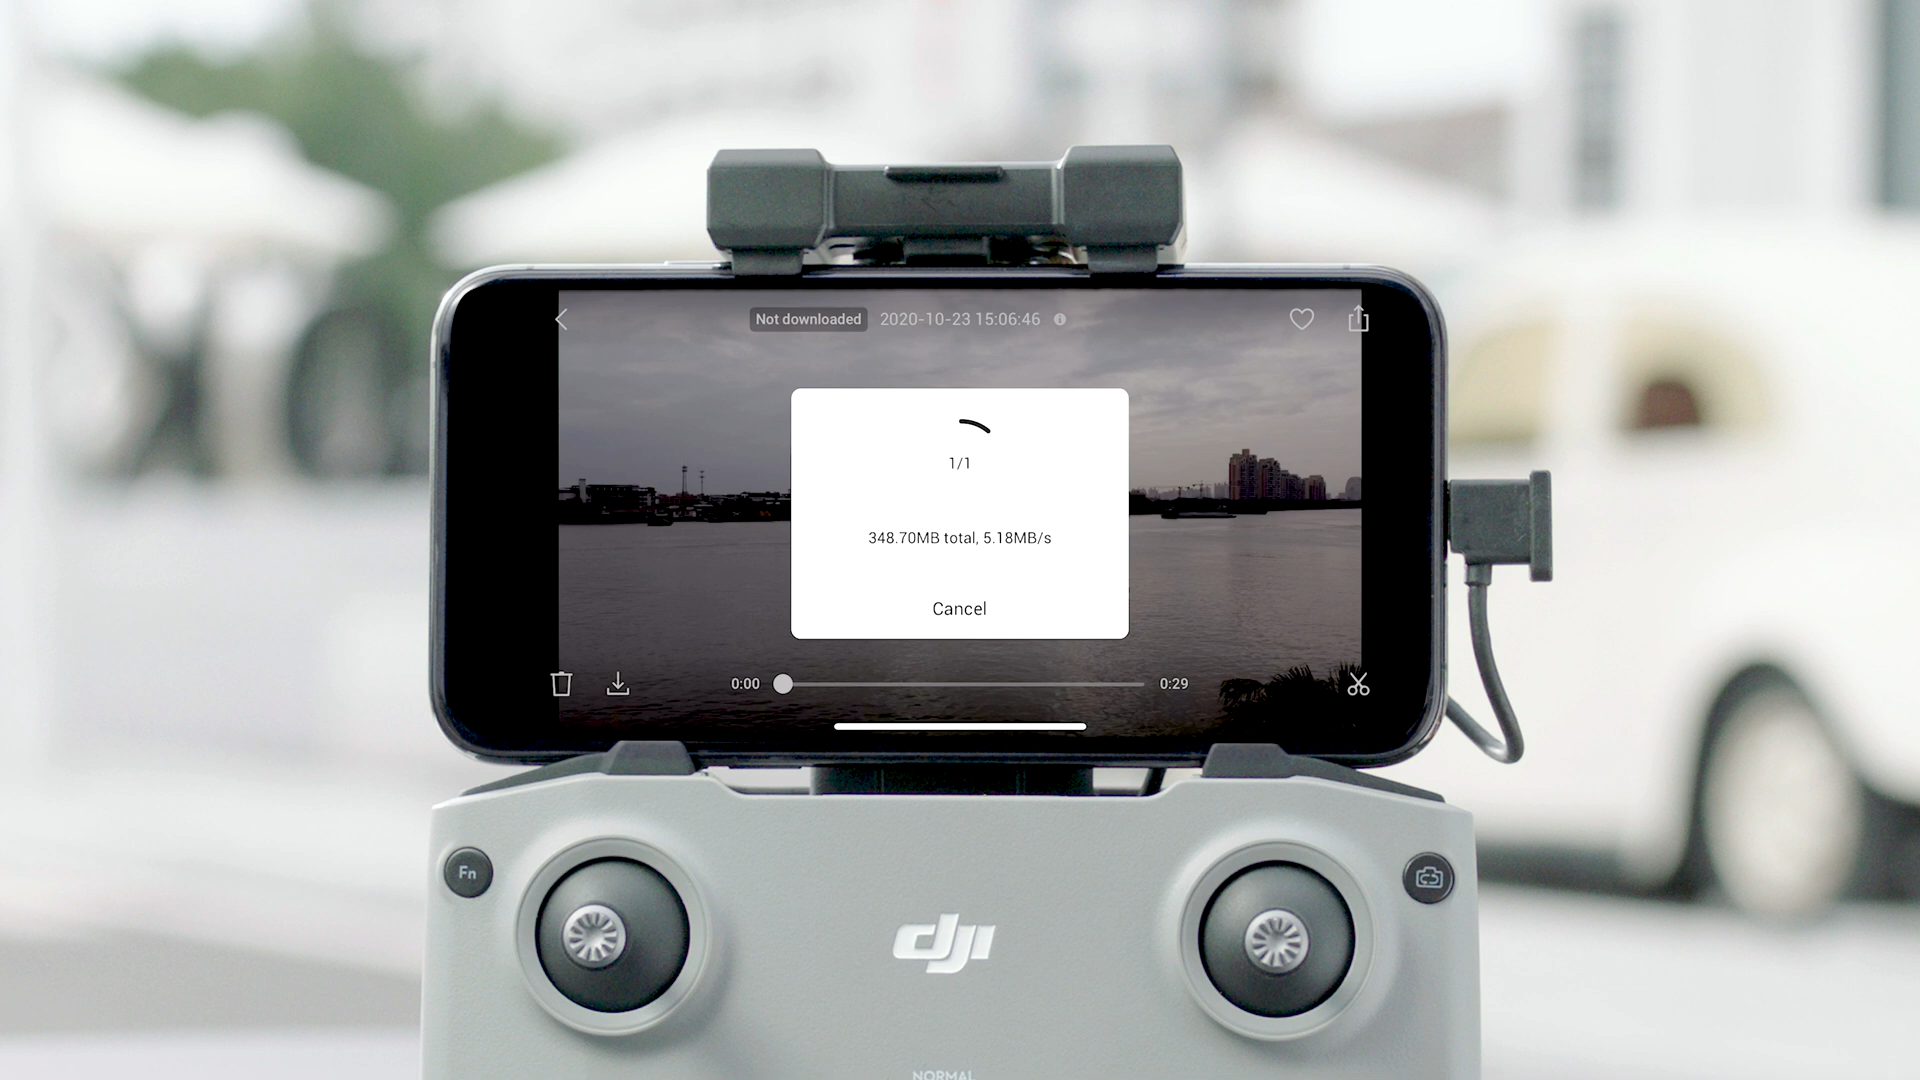 Not downloaded 2020-10-23 15:06:46
1/1
348.70MB total, 5.18MB/s
Cancel
0:00 0:29
Fn
dji
NORMAL